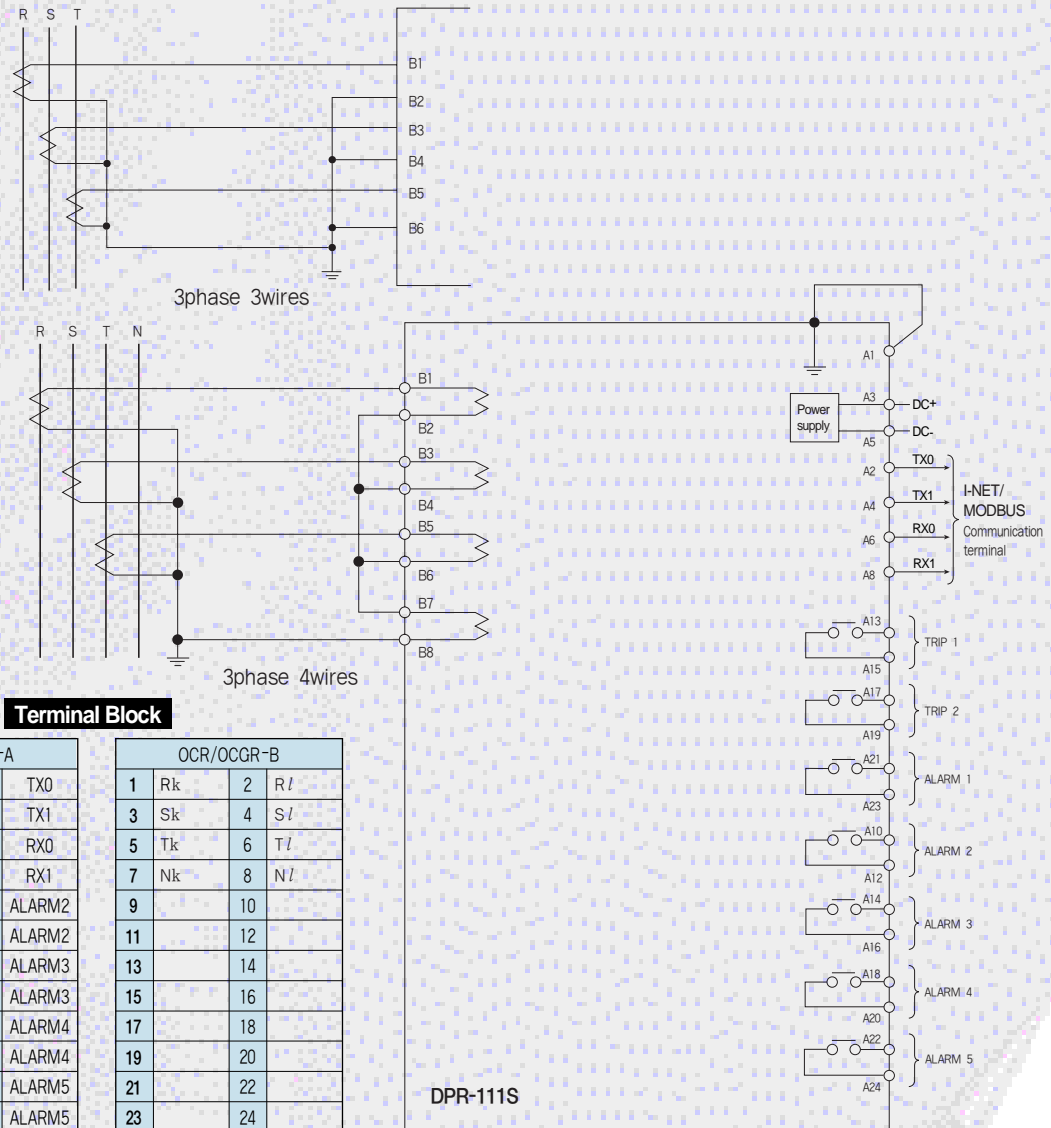 R S T
B1
B2
B3
B4
B5
B6
3phase 3wires
R S T N
B1
B2
B3
B4
B5
B6
B7
B8
3phase 4wires
A1
Power
supply
A3
DC+
A5
DC-
A2
TX0
A4
TX1
A6
RX0
A8
RX1
I-NET/
MODBUS
Communication
terminal
A13
A15
TRIP 1
A17
A19
TRIP 2
A21
A23
ALARM 1
A10
A12
ALARM 2
A14
A16
ALARM 3
A18
A20
ALARM 4
A22
A24
ALARM 5
DPR-111S
Terminal Block
-A
TX0
TX1
RX0
RX1
ALARM2
ALARM2
ALARM3
ALARM3
ALARM4
ALARM4
ALARM5
ALARM5
OCR/OCGR-B
1 Rk 2 Rl
3 Sk 4 Sl
5 Tk 6 Tl
7 Nk 8 Nl
9 10
11 12
13 14
15 16
17 18
19 20
21 22
23 24